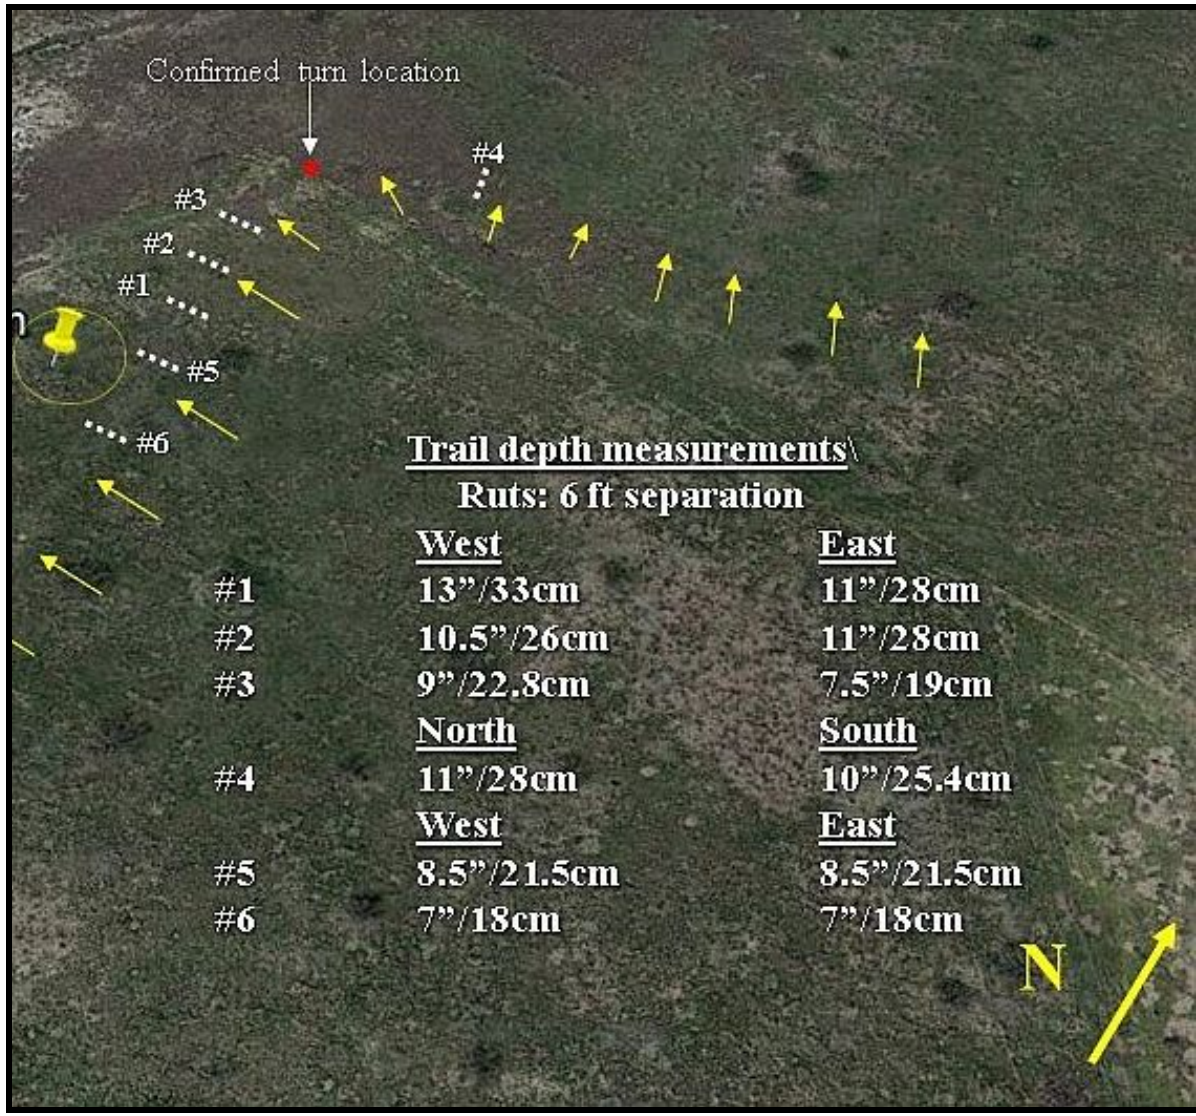 Confirmed turn location
#4
#3
#2
#1
#5
#6
Trail depth measurements\
Ruts: 6 ft separation
West East
#1 13”/33cm 11”/28cm
#2 10.5”/26cm 11”/28cm
#3 9”/22.8cm 7.5”/19cm
North South
#4 11”/28cm 10”/25.4cm
West East
#5 8.5”/21.5cm 8.5”/21.5cm
#6 7”/18cm 7”/18cm
N